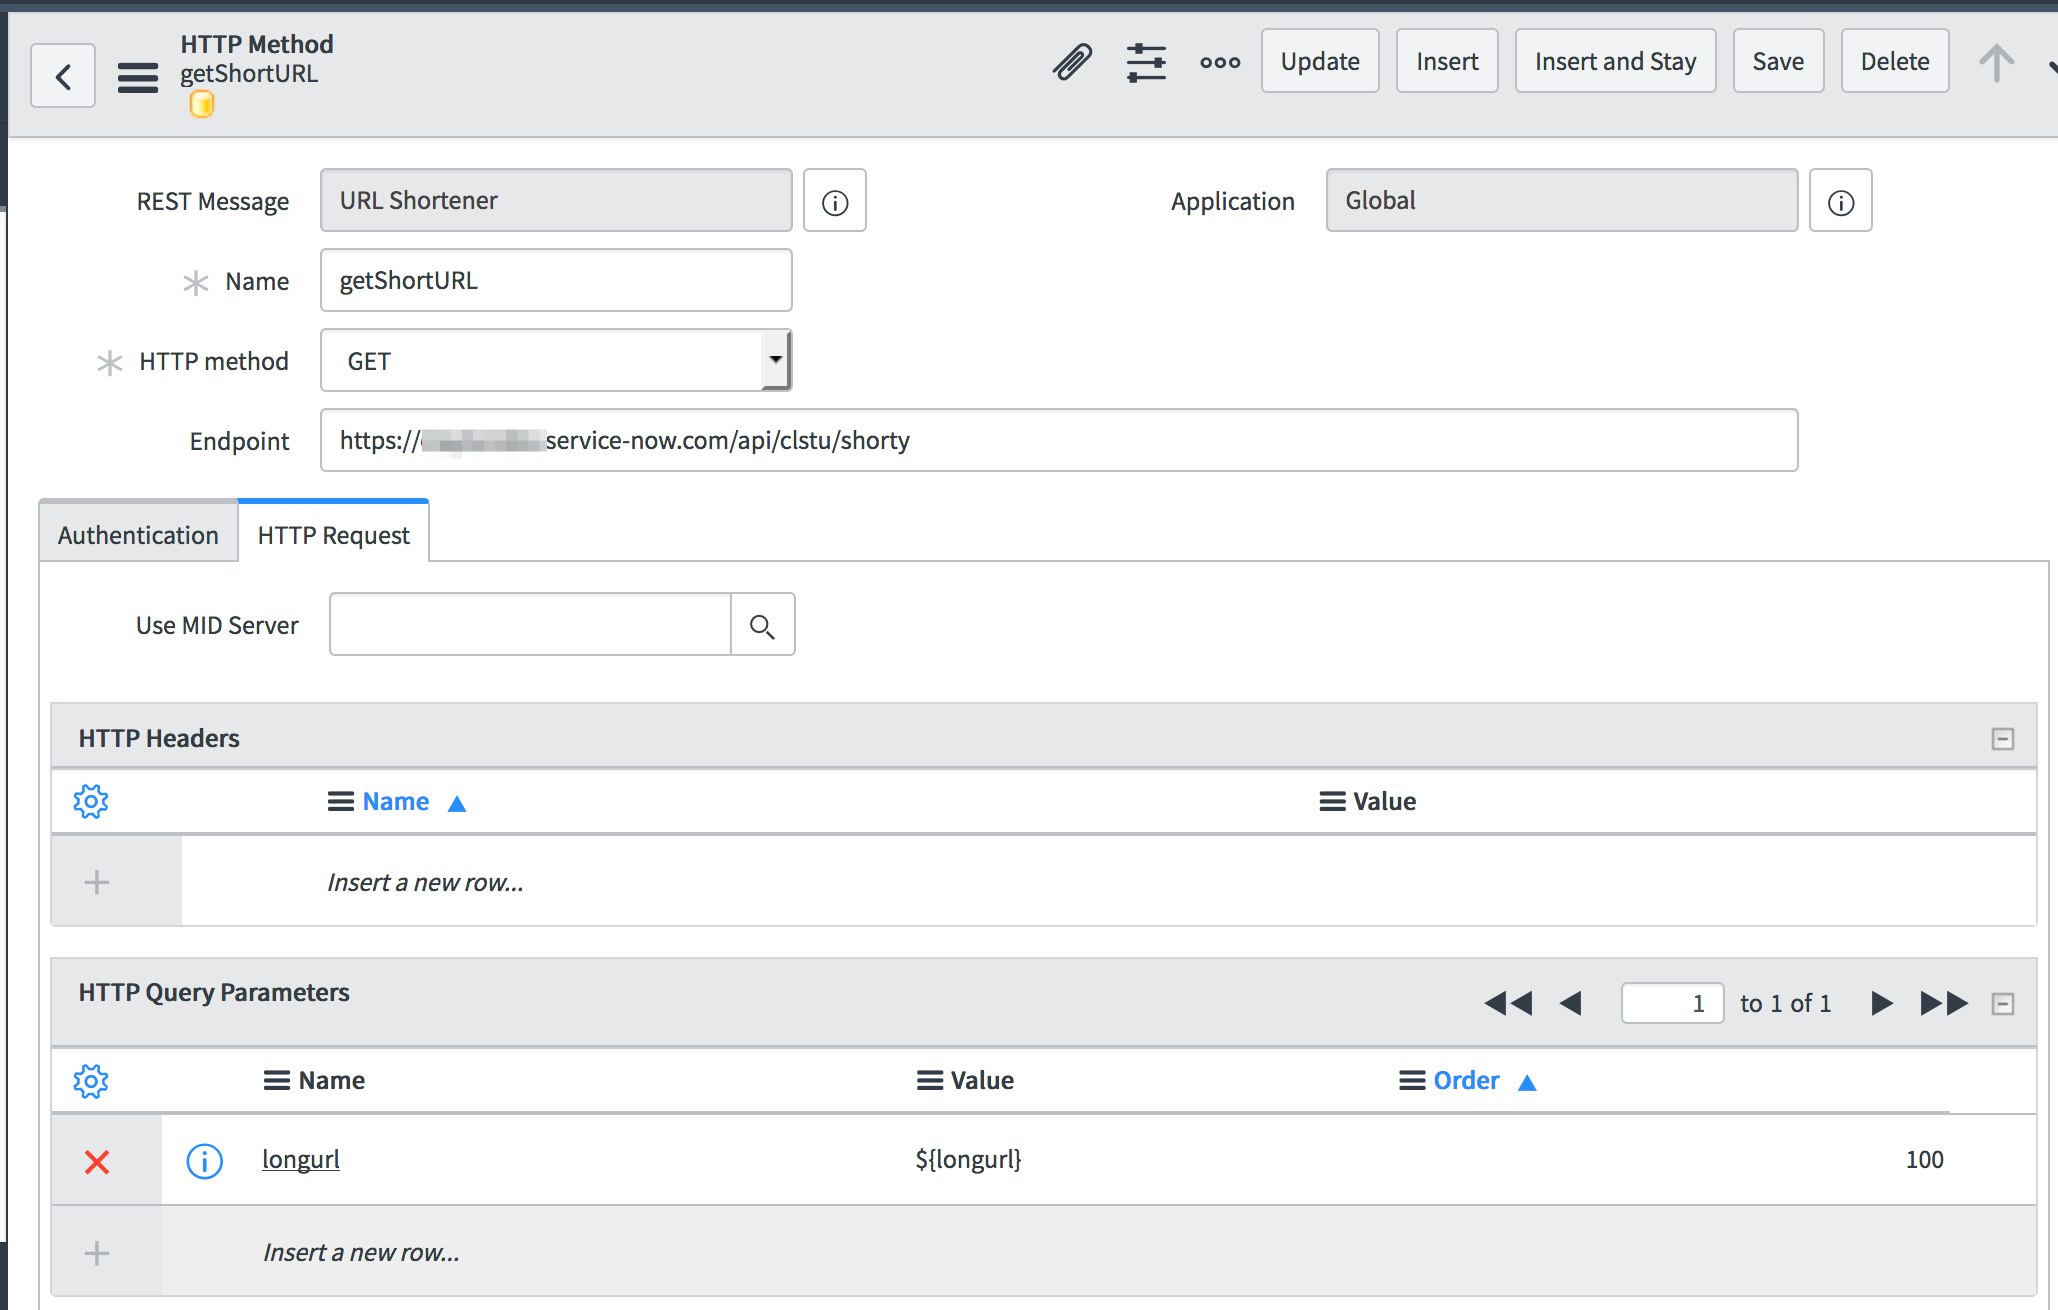 HTTP Method
getShortURL
Update Insert Insert and Stay Save Delete
REST Message URL Shortener Application Global
Name getShortURL
HTTP method GET
Endpoint https:// service-now.com/api/clstu/shorty
Authentication HTTP Request
Use MID Server
HTTP Headers
Name Value
Insert a new row...
HTTP Query Parameters 1 to 1 of 1
Name Value Order
longurl ${longurl} 100
Insert a new row...